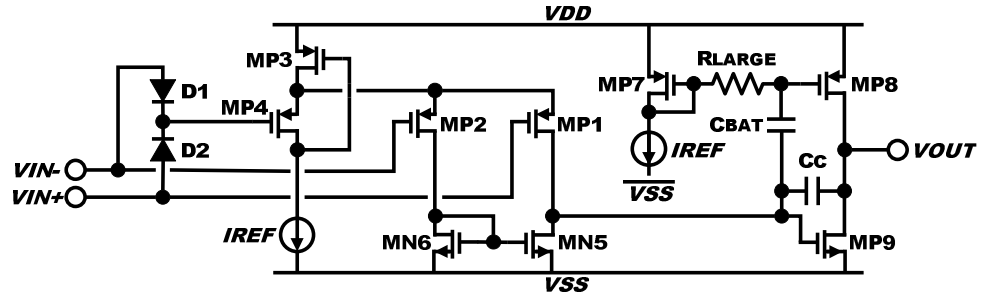 VDD
MP3
RLARGE
D1
MP4
MP7
MP8
D2
MP2
MP1
CBAT
IREF
VOUT
VIN-
CC
VIN+
VSS
IREF
MN6
MN5
MP9
VSS